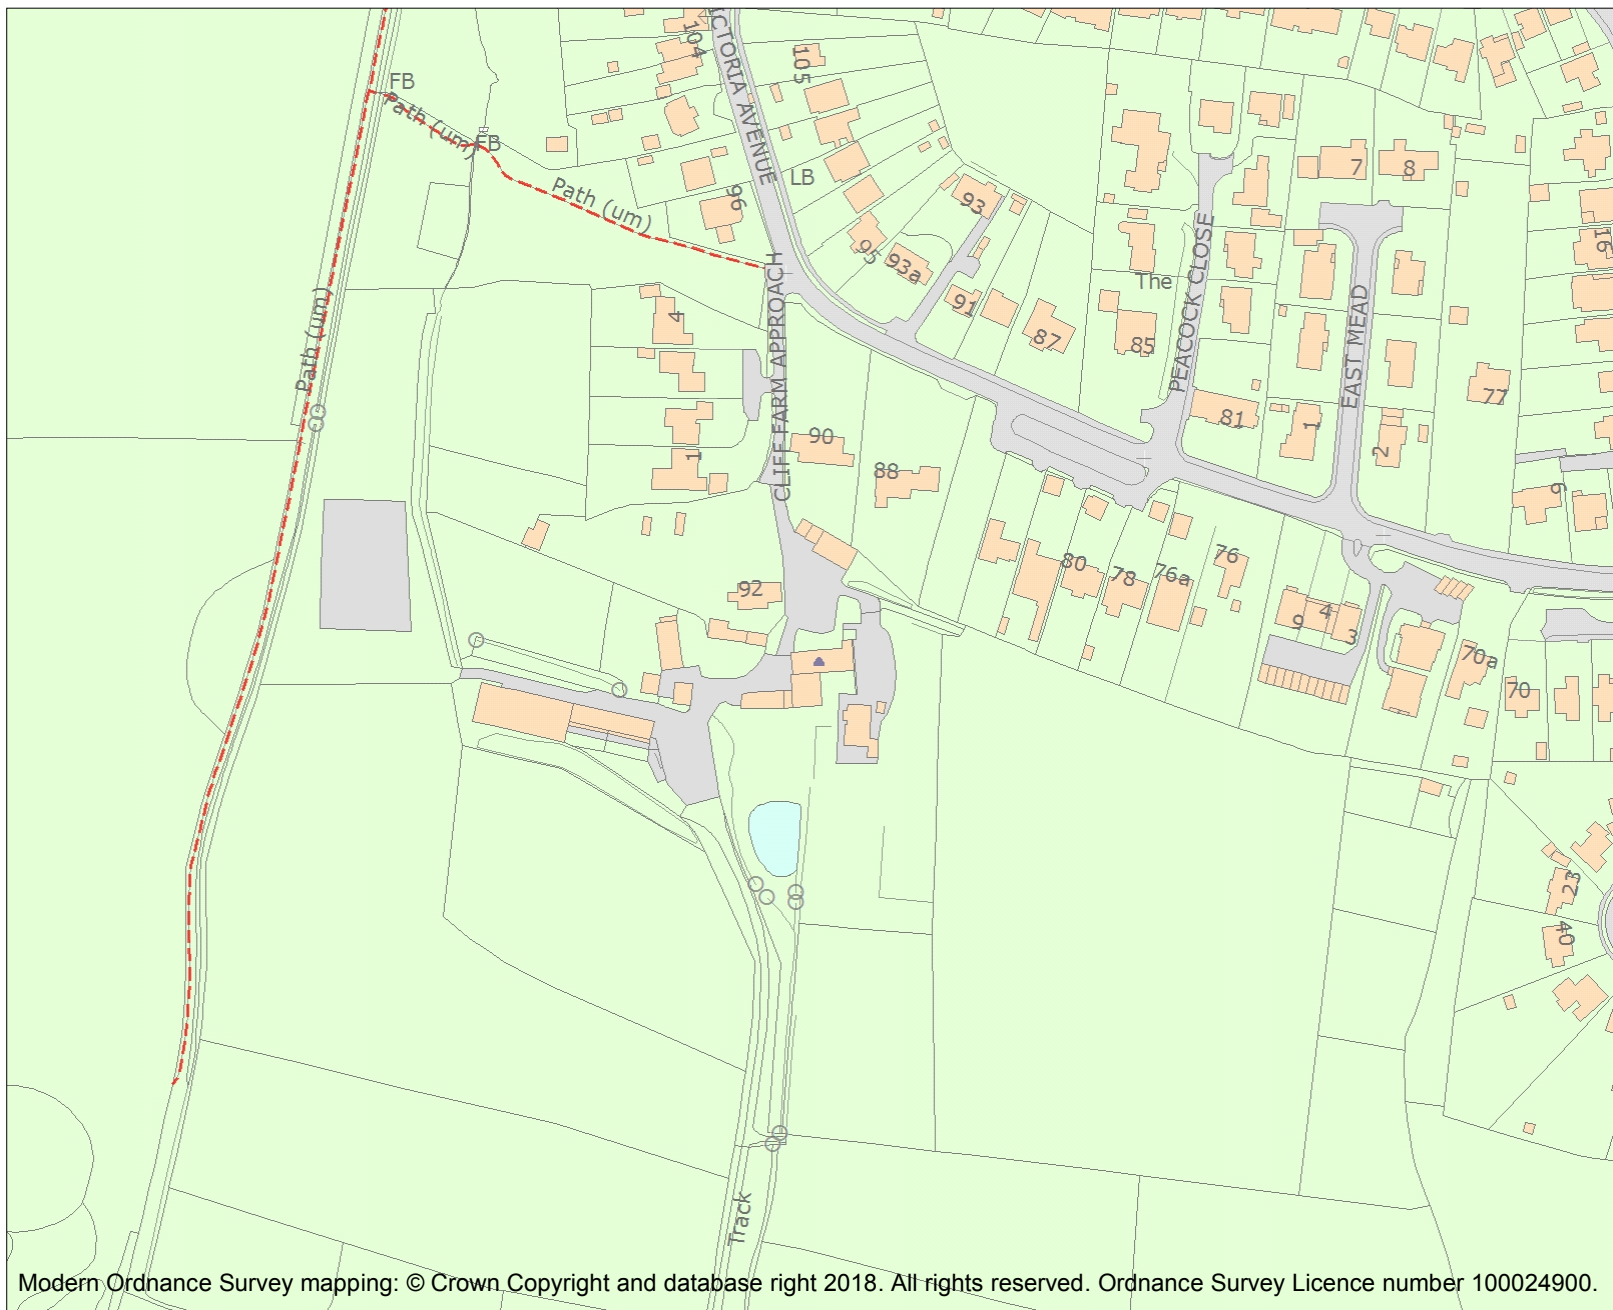 104
ICTORIA AVENUE
105
FB
Path (um)
FB
Path (um)
LB
96
93
95
93a
91
87
The
85
PEACOCK CLOSE
7
8
16
EAST MEAD
77
81
1
2
6
Path (um)
4
CLIFF FARM APPROACH
1
90
88
80
78
76a
76
9
4
3
70a
70
92
23
40
Track
Modern Ordnance Survey mapping: © Crown Copyright and database right 2018. All rights reserved. Ordnance Survey Licence number 100024900.